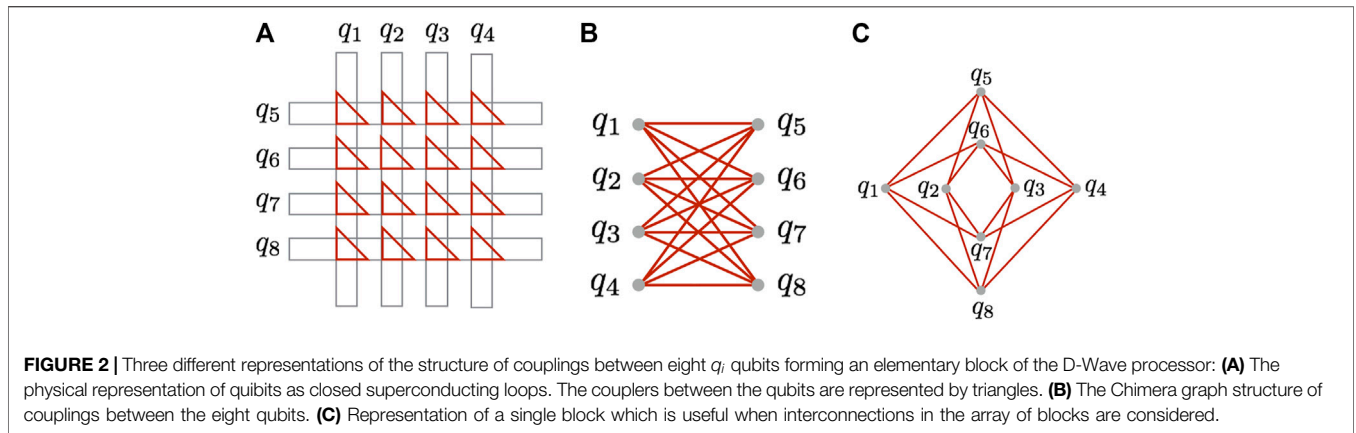 A
q1 q2 q3 q4
q5
q6
q7
q8
B
q1 q5
q2 q6
q3 q7
q4 q8
C
q5
q6
q1 q2 q3 q4
q7
q8
FIGURE 2 | Three different representations of the structure of couplings between eight qi qubits forming an elementary block of the D-Wave processor: (A) The
physical representation of quibits as closed superconducting loops. The couplers between the qubits are represented by triangles. (B) The Chimera graph structure of
couplings between the eight qubits. (C) Representation of a single block which is useful when interconnections in the array of blocks are considered.